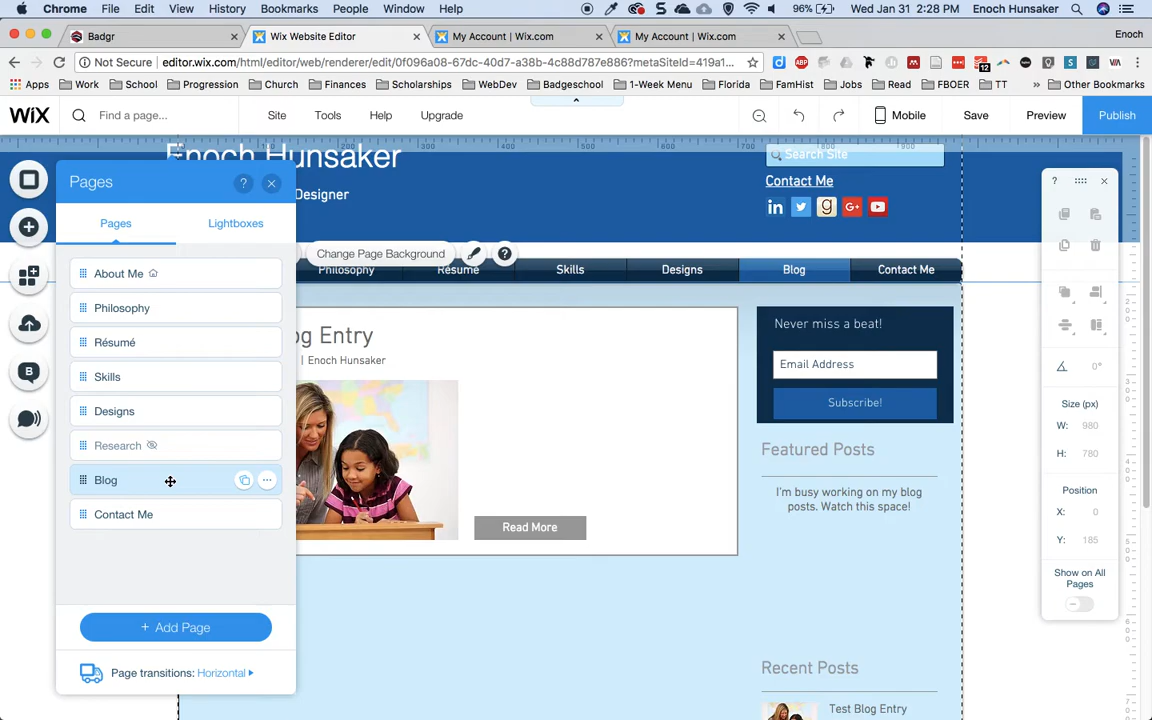 Chrome File Edit View History Bookmarks People Window Help 96% Wed Jan 31 2:28 PM Enoch Hunsaker
Badgr Wix Website Editor My Account | Wix.com My Account | Wix.com Enoch
Not Secure editor.wix.com/html/editor/web/renderer/edit/0f096a08-67dc-40d7-a38b-4c88d787e886?metaSiteId=419a1...
Apps Work School Progression Church Finances Scholarships WebDev Badgeschool 1-Week Menu Florida FamHist Jobs Read FBOER TT » Other Bookmarks
WiX Find a page... Site Tools Help Upgrade Mobile Save Preview Publish
Enoch Hunsaker
Designer
Search Site
Contact Me
Pages
Pages Lightboxes
Change Page Background
Philosophy Résumé Skills Designs Blog Contact Me
About Me
Philosophy
Résumé
Skills
Designs
Research
Blog
Contact Me
+ Add Page
Page transitions: Horizontal
og Entry
| Enoch Hunsaker
Read More
Never miss a beat!
Email Address
Subscribe!
Featured Posts
I'm busy working on my blog
posts. Watch this space!
Recent Posts
Test Blog Entry
0°
Size (px)
W: 980
H: 780
Position
X: 0
Y: 185
Show on All
Pages